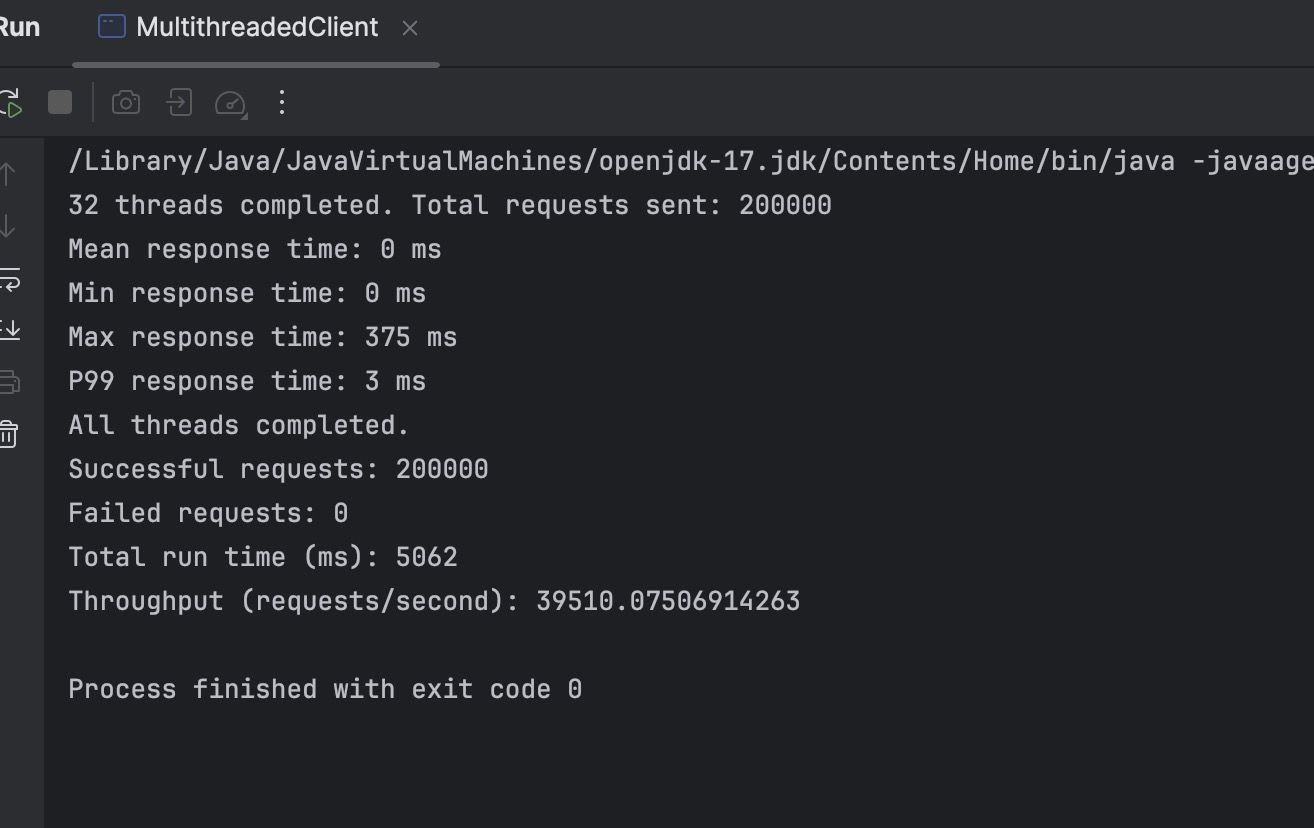 Run
MultithreadedClient
/Library/Java/JavaVirtualMachines/openjdk-17.jdk/Contents/Home/bin/java -javaage
32 threads completed. Total requests sent: 200000
Mean response time: 0 ms
Min response time: 0 ms
Max response time: 375 ms
P99 response time: 3 ms
All threads completed.
Successful requests: 200000
Failed requests: 0
Total run time (ms): 5062
Throughput (requests/second): 39510.07506914263
Process finished with exit code 0